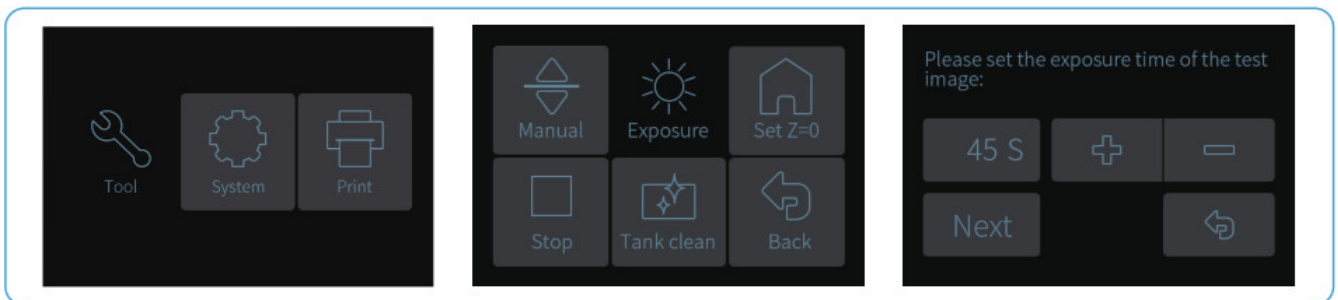 Tool
System
Print
Manual
Exposure
Set Z=0
Stop
Tank clean
Back
Please set the exposure time of the test
image:
45 S
Next